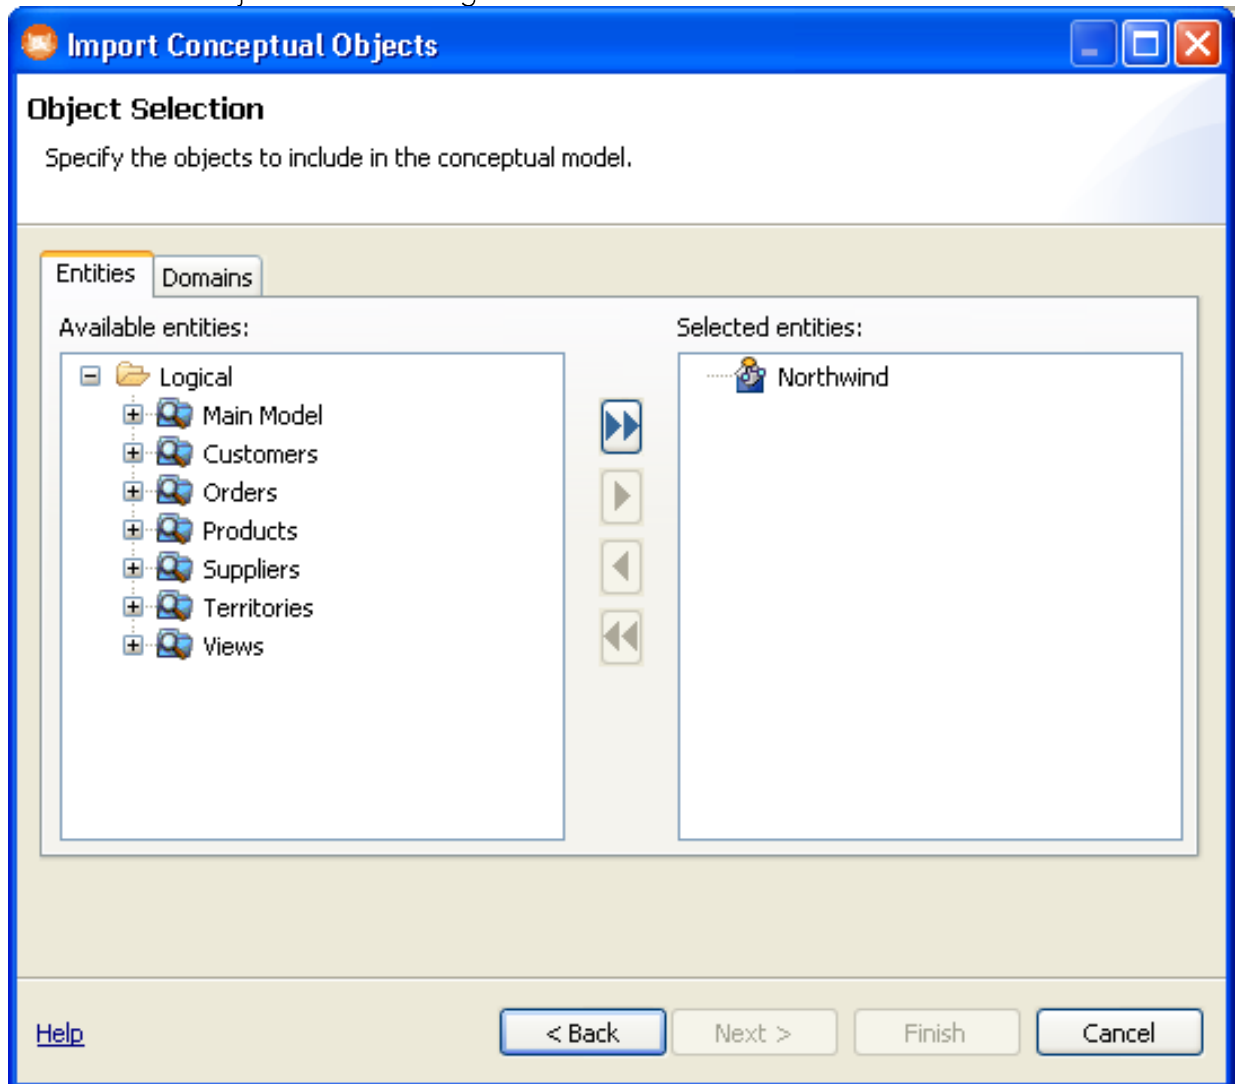 Import Conceptual Objects
Object Selection
Specify the objects to include in the conceptual model.
Entities
Domains
Available entities:
Selected entities:
Logical
Main Model
Customers
Orders
Products
Suppliers
Territories
Views
Northwind
Help
< Back
Next >
Finish
Cancel